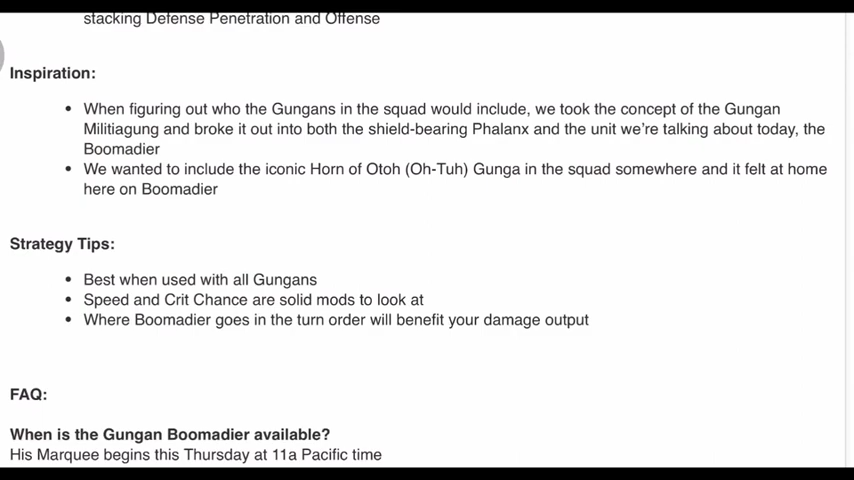 stacking Defense Penetration and Offense
Inspiration:
• When figuring out who the Gungans in the squad would include, we took the concept of the Gungan
Militiagung and broke it out into both the shield-bearing Phalanx and the unit we're talking about today, the
Boomadier
• We wanted to include the iconic Horn of Otoh (Oh-Tuh) Gunga in the squad somewhere and it felt at home
here on Boomadier
Strategy Tips:
• Best when used with all Gungans
• Speed and Crit Chance are solid mods to look at
• Where Boomadier goes in the turn order will benefit your damage output
FAQ:
When is the Gungan Boomadier available?
His Marquee begins this Thursday at 11a Pacific time